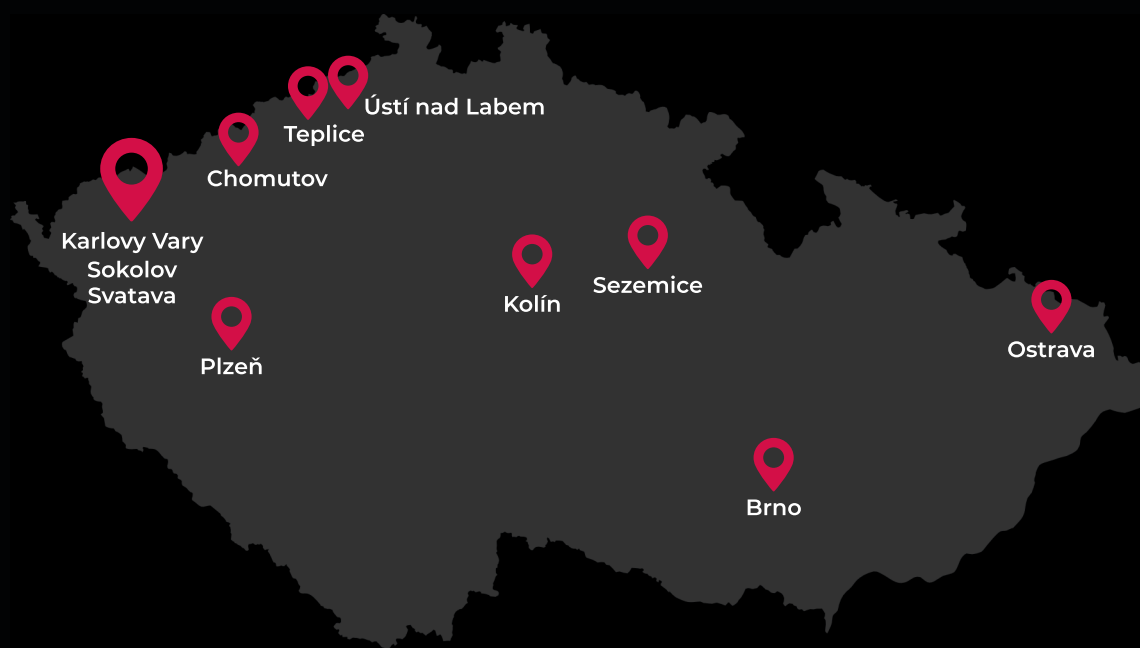 Ústí nad Labem
Teplice
Chomutov
Karlovy Vary
Sokolov
Svatava
Kolín
Sezemice
Plzeň
Ostrava
Brno